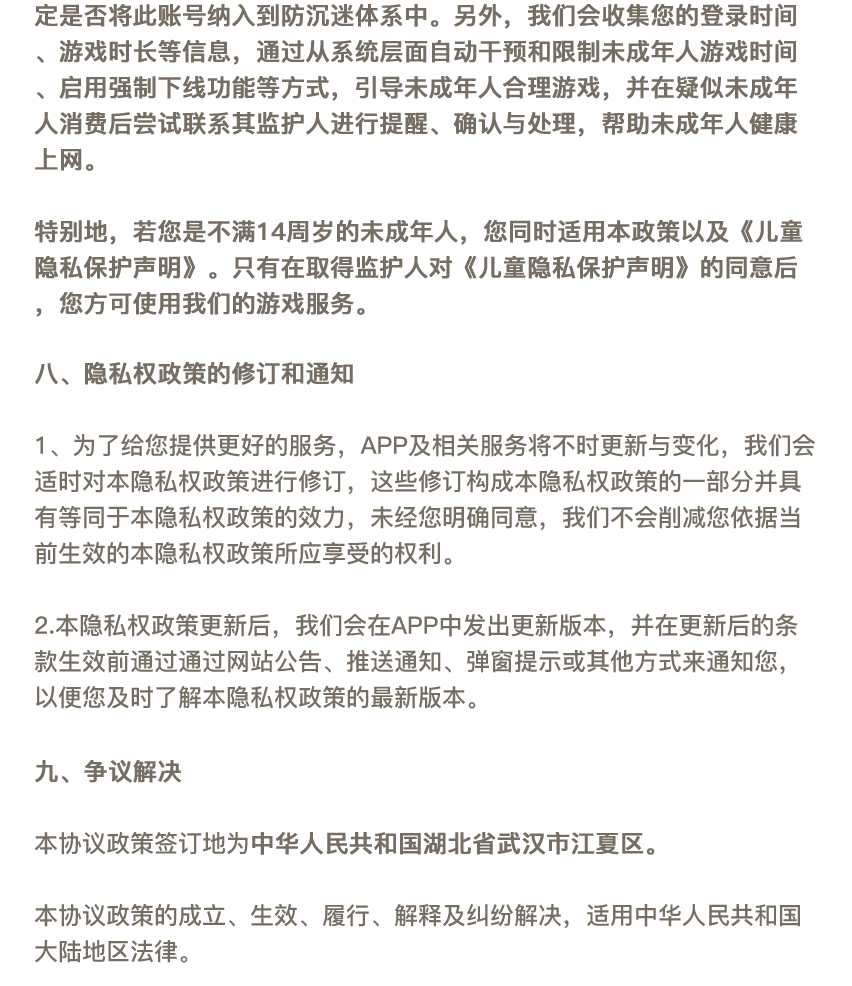 定是否将此账号纳入到防沉迷体系中。另外，我们会收集您的登录时间
、游戏时长等信息，通过从系统层面自动干预和限制未成年人游戏时间
、启用强制下线功能等方式，引导未成年人合理游戏，并在疑似未成年
人消费后尝试联系其监护人进行提醒、确认与处理，帮助未成年人健康
上网。
特别地，若您是不满14周岁的未成年人，您同时适用本政策以及《儿童
隐私保护声明》。只有在取得监护人对《儿童隐私保护声明》的同意后
，您方可使用我们的游戏服务。
八、隐私权政策的修订和通知
1、为了给您提供更好的服务，APP及相关服务将不时更新与变化，我们会
适时对本隐私权政策进行修订，这些修订构成本隐私权政策的一部分并具
有等同于本隐私权政策的效力，未经您明确同意，我们不会削减您依据当
前生效的本隐私权政策所应享受的权利。
2.本隐私权政策更新后，我们会在APP中发出更新版本，并在更新后的条
款生效前通过通过网站公告、推送通知、弹窗提示或其他方式来通知您，
以便您及时了解本隐私权政策的最新版本。
九、争议解决
本协议政策签订地为中华人民共和国湖北省武汉市江夏区。
本协议政策的成立、生效、履行、解释及纠纷解决，适用中华人民共和国
大陆地区法律。